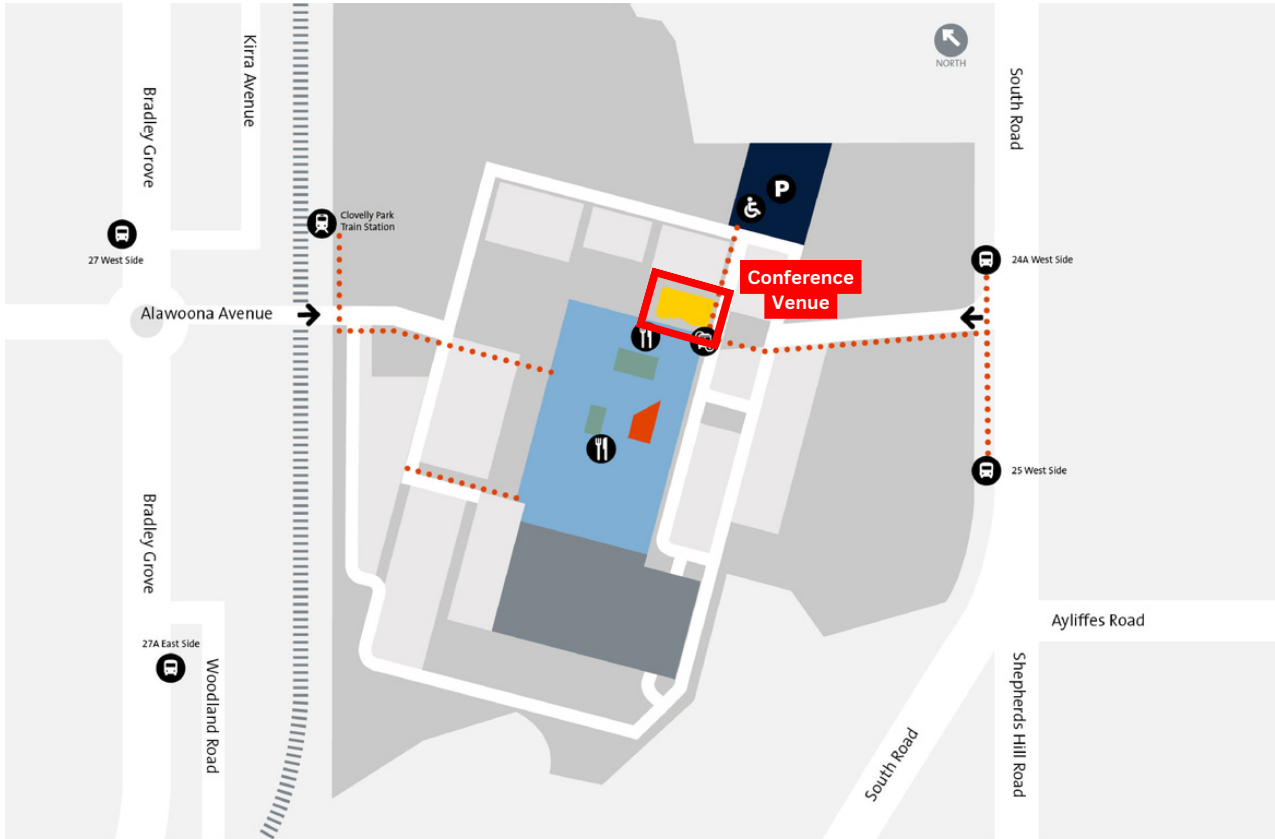 Kirra Avenue
South Road
NORTH
Bradley Grove
P
Clovelly Park
Train Station
27 West Side
24A West Side
Conference
Venue
Alawoona Avenue
25 West Side
Bradley Grove
Ayliffes Road
27A East Side
Woodland Road
Shepherds Hill Road
South Road